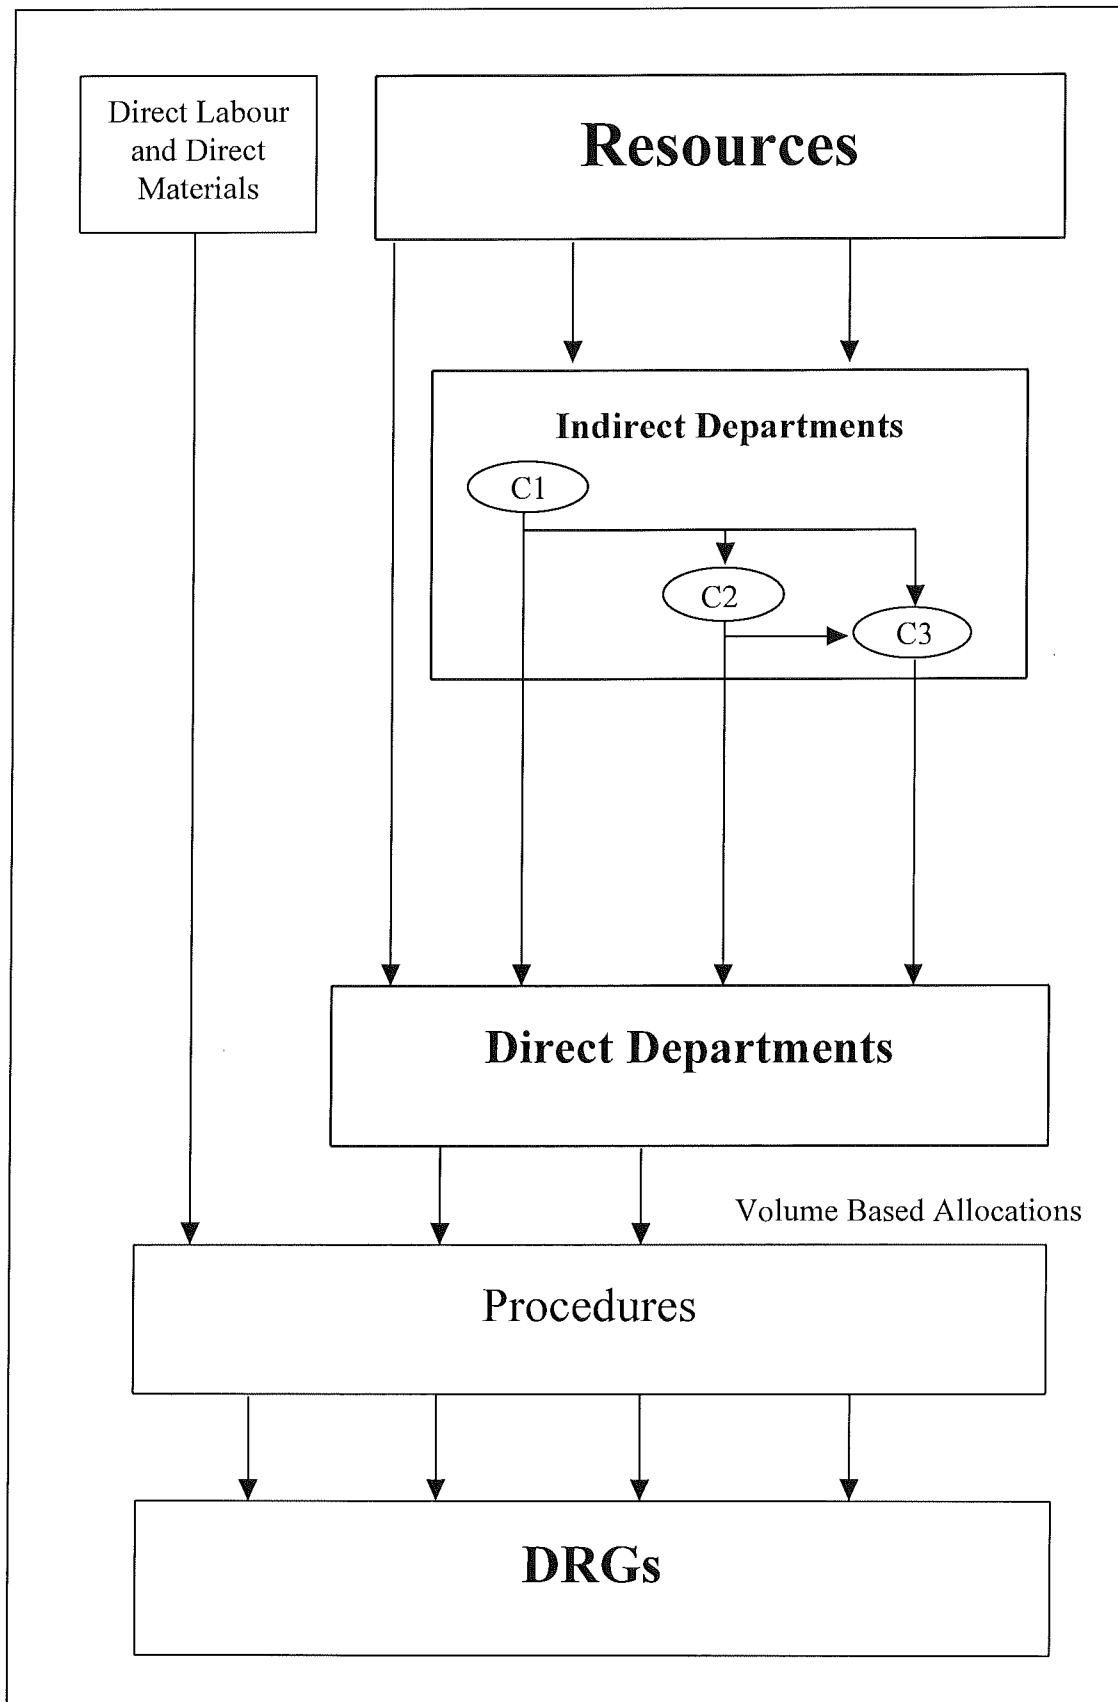 Direct Labour
and Direct
Materials
Resources
Indirect Departments
C1
C2
C3
Direct Departments
Volume Based Allocations
Procedures
DRGs